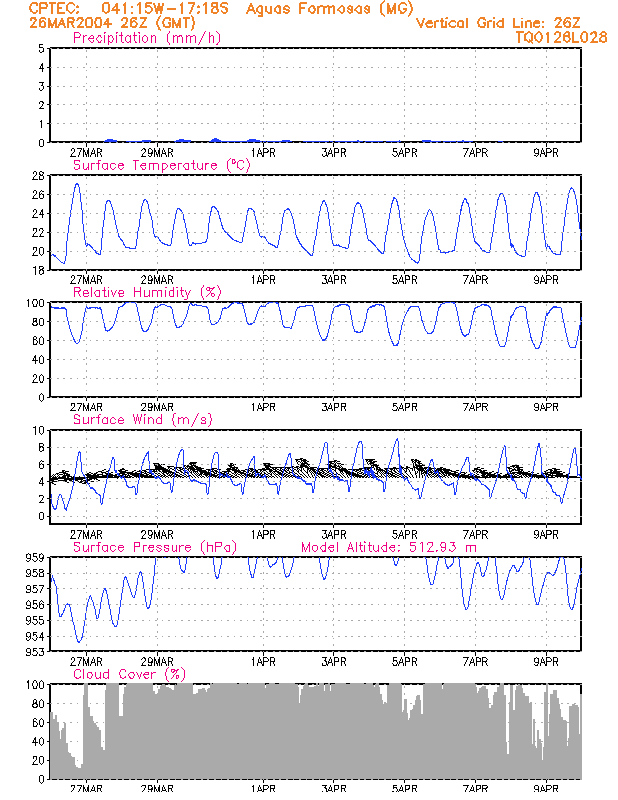 CPTEC: 041:15W-17:18S Aguas Formosas (MG)
26MAR2004 26Z (GMT) Vertical Grid Line: 26Z
Precipitation (mm/h) TQ0126L028
5
4
3
2
1
0
27MAR 29MAR 1APR 3APR 5APR 7APR 9APR
Surface Temperature (°C)
28
26
24
22
20
18
27MAR 29MAR 1APR 3APR 5APR 7APR 9APR
Relative Humidity (%)
100
80
60
40
20
0
27MAR 29MAR 1APR 3APR 5APR 7APR 9APR
Surface Wind (m/s)
10
8
6
4
2
0
27MAR 29MAR 1APR 3APR 5APR 7APR 9APR
Surface Pressure (hPa) Model Altitude: 512.93 m
959
958
957
956
955
954
953
27MAR 29MAR 1APR 3APR 5APR 7APR 9APR
Cloud Cover (%)
100
80
60
40
20
0
27MAR 29MAR 1APR 3APR 5APR 7APR 9APR